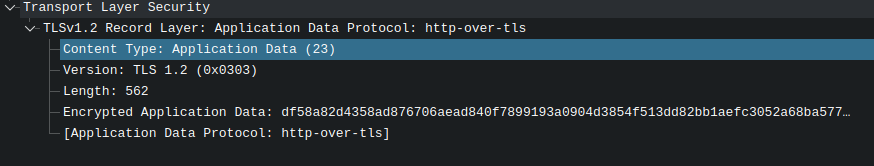 Transport Layer Security
TLSv1.2 Record Layer: Application Data Protocol: http-over-tls
Content Type: Application Data (23)
Version: TLS 1.2 (0x0303)
Length: 562
Encrypted Application Data: df58a82d4358ad876706aead840f7899193a0904d3854f513dd82bb1aefc3052a68ba577…
[Application Data Protocol: http-over-tls]